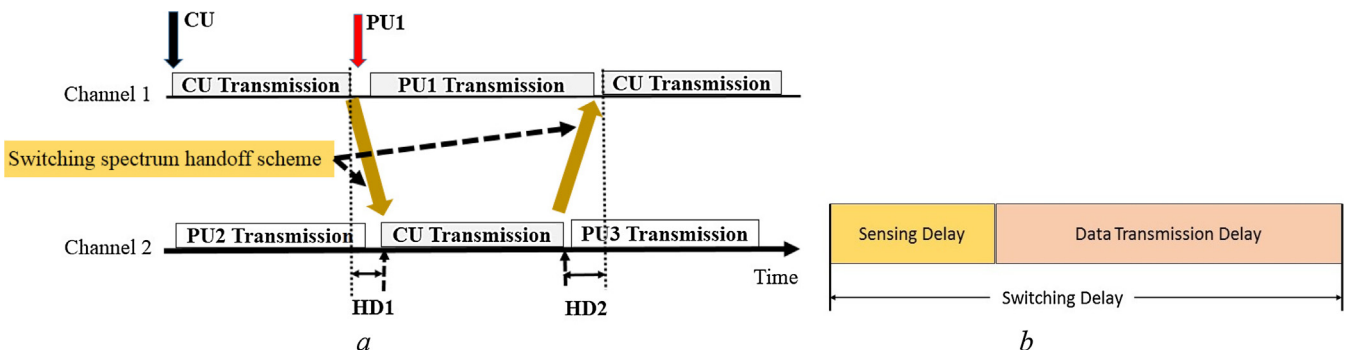 CU
PU1
CU Transmission
PU1 Transmission
CU Transmission
Channel 1
Switching spectrum handoff scheme
PU2 Transmission
CU Transmission
PU3 Transmission
Channel 2
Time
HD1
HD2
a
Sensing Delay
Data Transmission Delay
Switching Delay
b